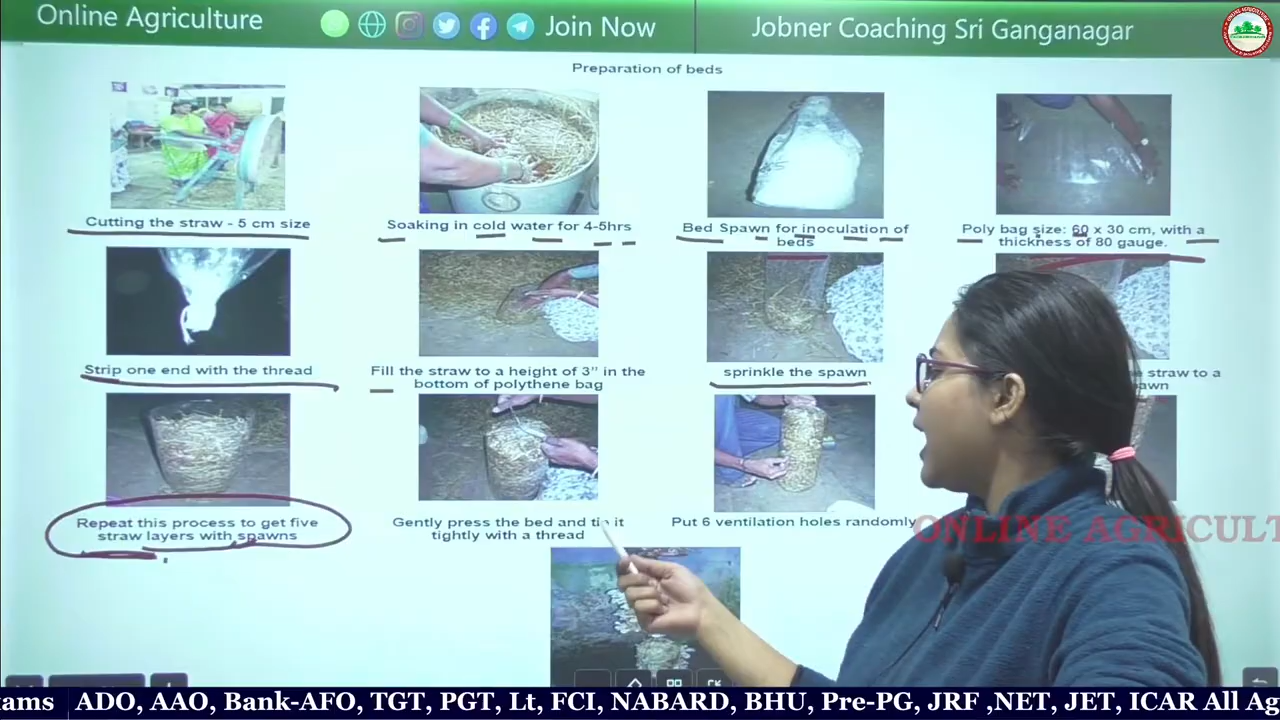 Online Agriculture
Join Now
Jobner Coaching Sri Ganganagar
Preparation of beds
Cutting the straw - 5 cm size
Soaking in cold water for 4-5hrs
Bed Spawn for inoculation of
beds
Poly bag size: 60 x 30 cm, with a
thickness of 80 gauge.
Strip one end with the thread
Fill the straw to a height of 3" in the
bottom of polythene bag
sprinkle the spawn
straw to a
Repeat this process to get five
straw layers with spawns
Gently press the bed and tie it
tightly with a thread
Put 6 ventilation holes randomly
ONLINE AGRICULT
ADO, AAO, Bank-AFO, TGT, PGT, Lt, FCI, NABARD, BHU, Pre-PG, JRF ,NET, JET, ICAR All Ag